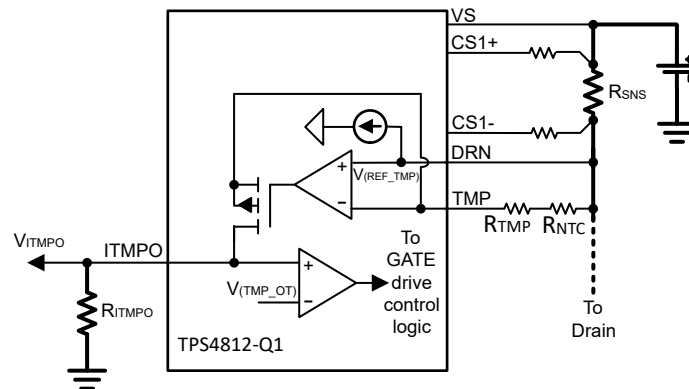 VS
CS1+
RSNS
CS1-
DRN
V(REF_TMP)
+
-
TMP
RTMP
RNTC
VITMPO
ITMPO
+
V(TMP_OT)
-
To
GATE
drive
control
logic
RITMPO
To
Drain
TPS4812-Q1